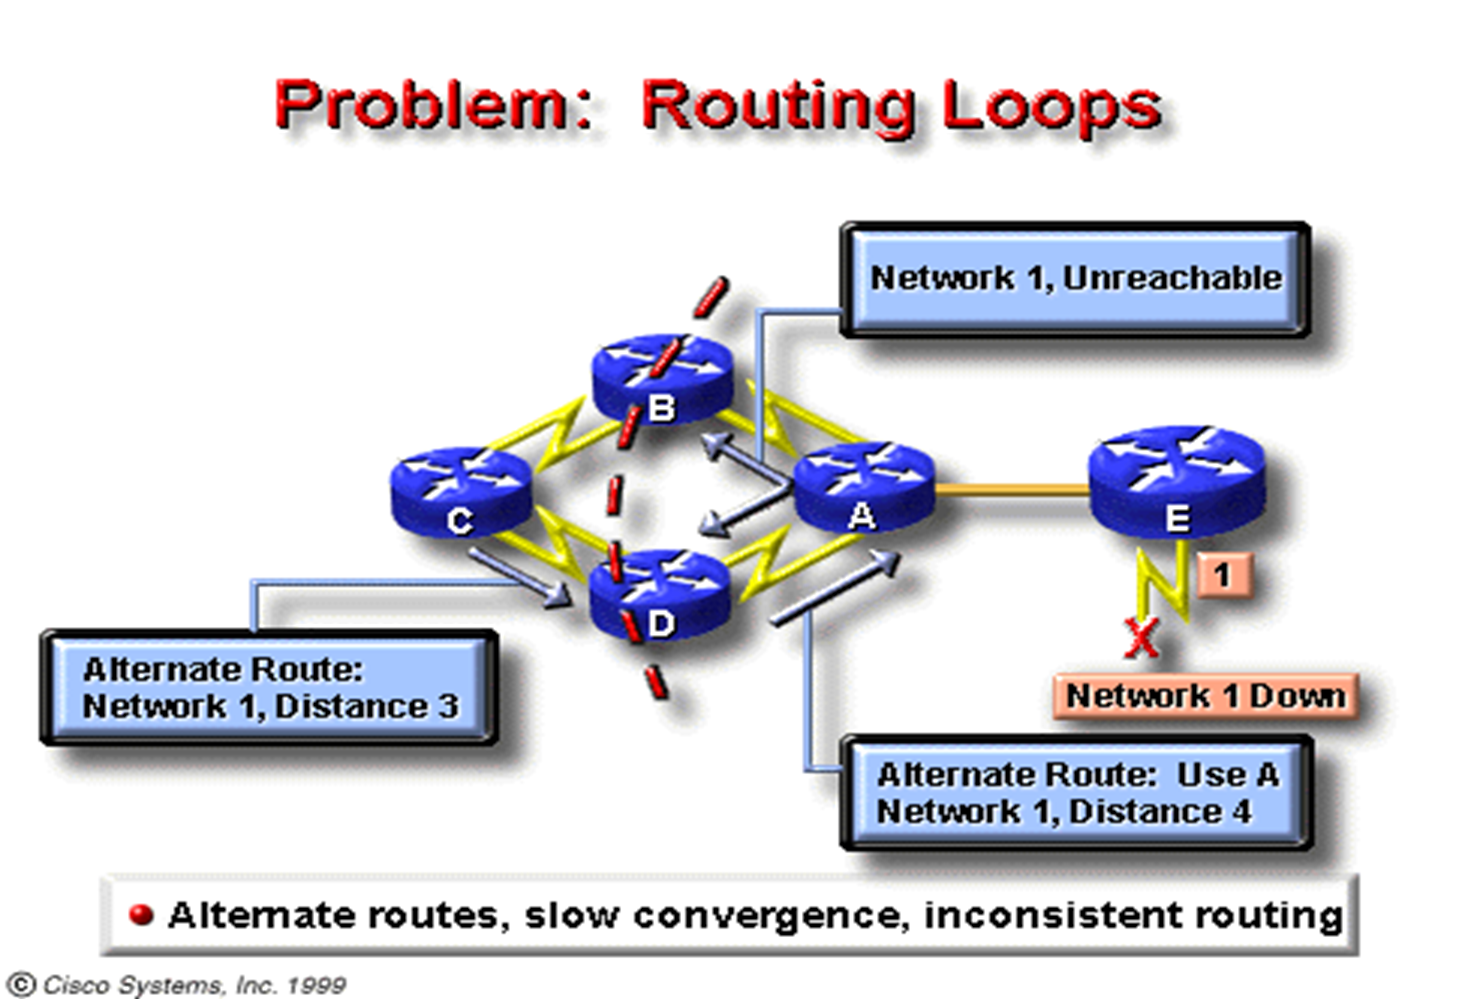 Problem: Routing Loops
Network 1, Unreachable
B
C
A
E
D
1
X
Alternate Route:
Network 1, Distance 3
Network 1 Down
Alternate Route: Use A
Network 1, Distance 4
Alternate routes, slow convergence, inconsistent routing
© Cisco Systems, Inc. 1999